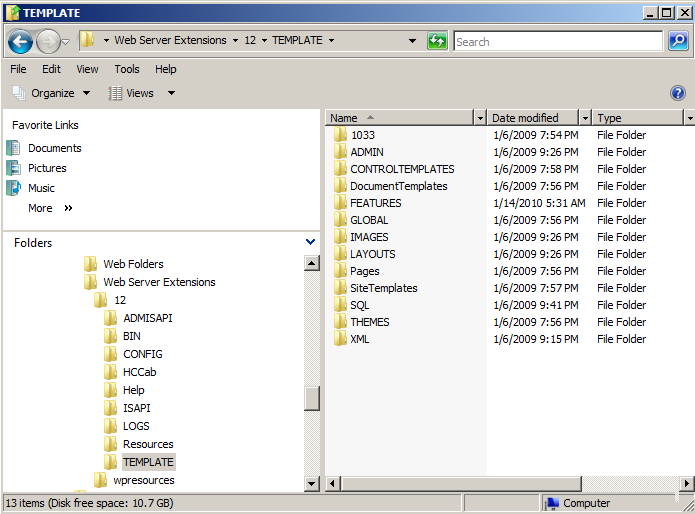 TEMPLATE
Web Server Extensions 12 TEMPLATE Search
File Edit View Tools Help
Organize Views
Favorite Links
Documents
Pictures
Music
More »
Folders
Web Folders
Web Server Extensions
12
ADMISAPI
BIN
CONFIG
HCCab
Help
ISAPI
LOGS
Resources
TEMPLATE
wpresources
Name Date modified Type
1033 1/6/2009 7:54 PM File Folder
ADMIN 1/6/2009 9:26 PM File Folder
CONTROLTEMPLATES 1/6/2009 7:58 PM File Folder
DocumentTemplates 1/6/2009 7:56 PM File Folder
FEATURES 1/14/2010 5:31 AM File Folder
GLOBAL 1/6/2009 7:56 PM File Folder
IMAGES 1/6/2009 9:26 PM File Folder
LAYOUTS 1/6/2009 9:26 PM File Folder
Pages 1/6/2009 7:56 PM File Folder
SiteTemplates 1/6/2009 7:57 PM File Folder
SQL 1/6/2009 9:41 PM File Folder
THEMES 1/6/2009 7:56 PM File Folder
XML 1/6/2009 9:15 PM File Folder
13 items (Disk free space: 10.7 GB) Computer